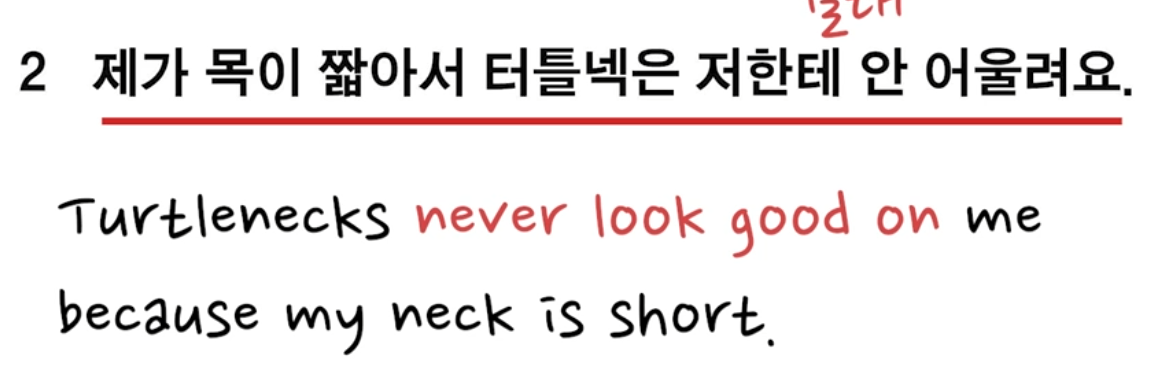 2 제가 목이 짧아서 터틀넥은 저한테 안 어울려요.
Turtlenecks never look good on me
because my neck is short.